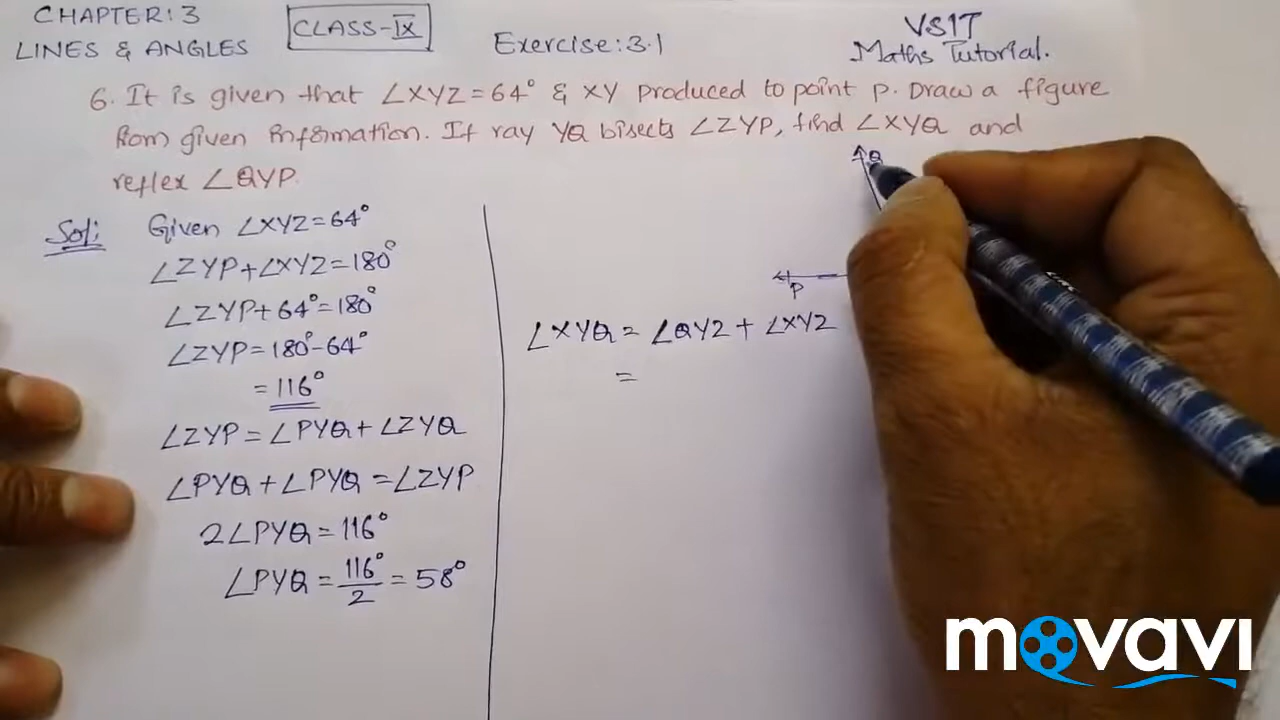 CHAPTER: 3
LINES & ANGLES
CLASS-IX
Exercise: 3.1
VSIT
Maths Tutorial.
6. It is given that ∠XYZ = 64° & XY produced to point P. Draw a figure
from given information. If ray YQ bisects ∠ZYP, find ∠XYQ and
reflex ∠QYP.
Sol:
Given ∠XYZ = 64°
∠ZYP + ∠XYZ = 180°
∠ZYP + 64° = 180°
∠ZYP = 180° - 64°
= 116°
∠ZYP = ∠PYQ + ∠ZYQ
∠PYQ + ∠PYQ = ∠ZYP
2∠PYQ = 116°
∠PYQ = 116°/2 = 58°
Q
P
∠XYQ = ∠QYZ + ∠XYZ
=
movavi